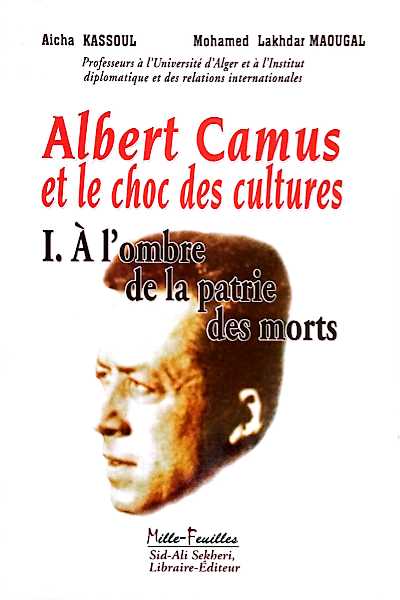 Aicha KASSOUL Mohamed Lakhdar MAOUGAL
Professeurs à l'Université d'Alger et à l'Institut
diplomatique et des relations internationales
Albert Camus
et le choc des cultures
I. À l'ombre
de la patrie
des morts
Mille-Feuilles
Sid-Ali Sekheri,
Libraire-Éditeur